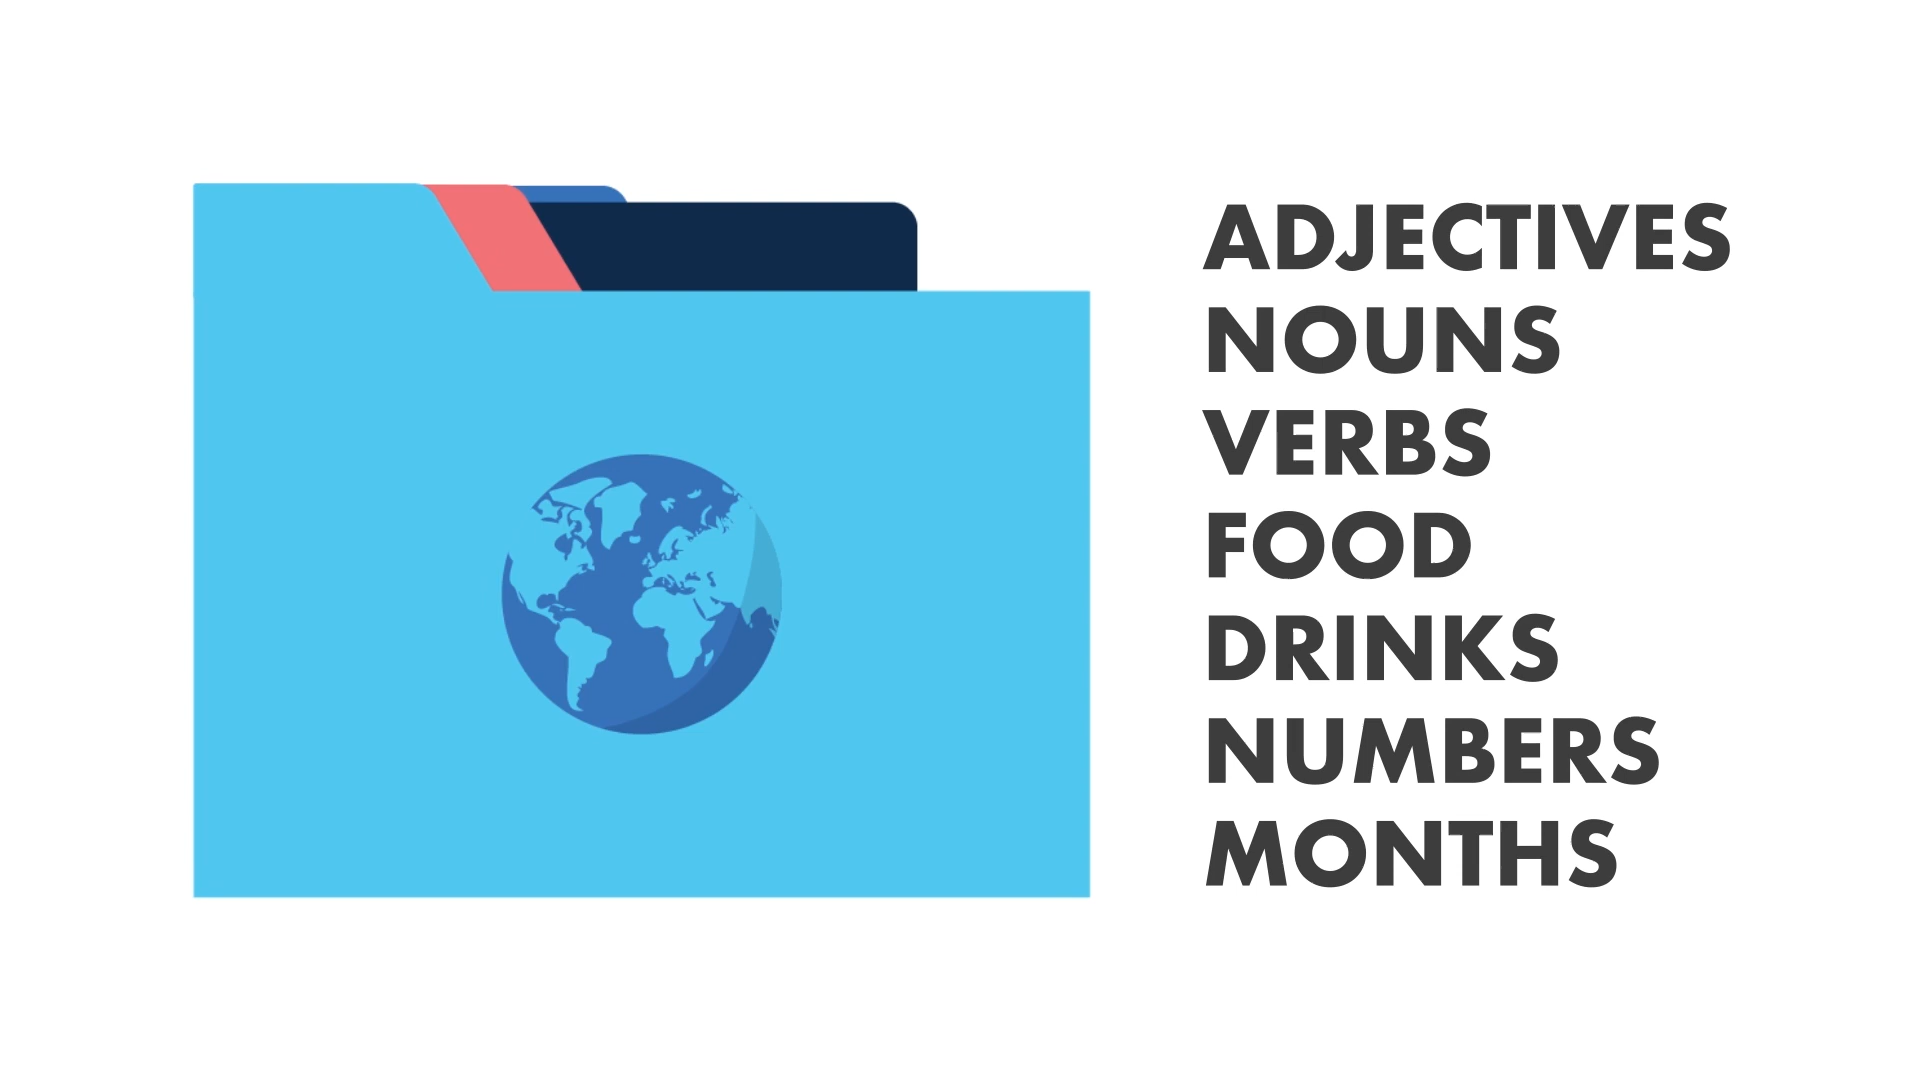 ADJECTIVES
NOUNS
VERBS
FOOD
DRINKS
NUMBERS
MONTHS